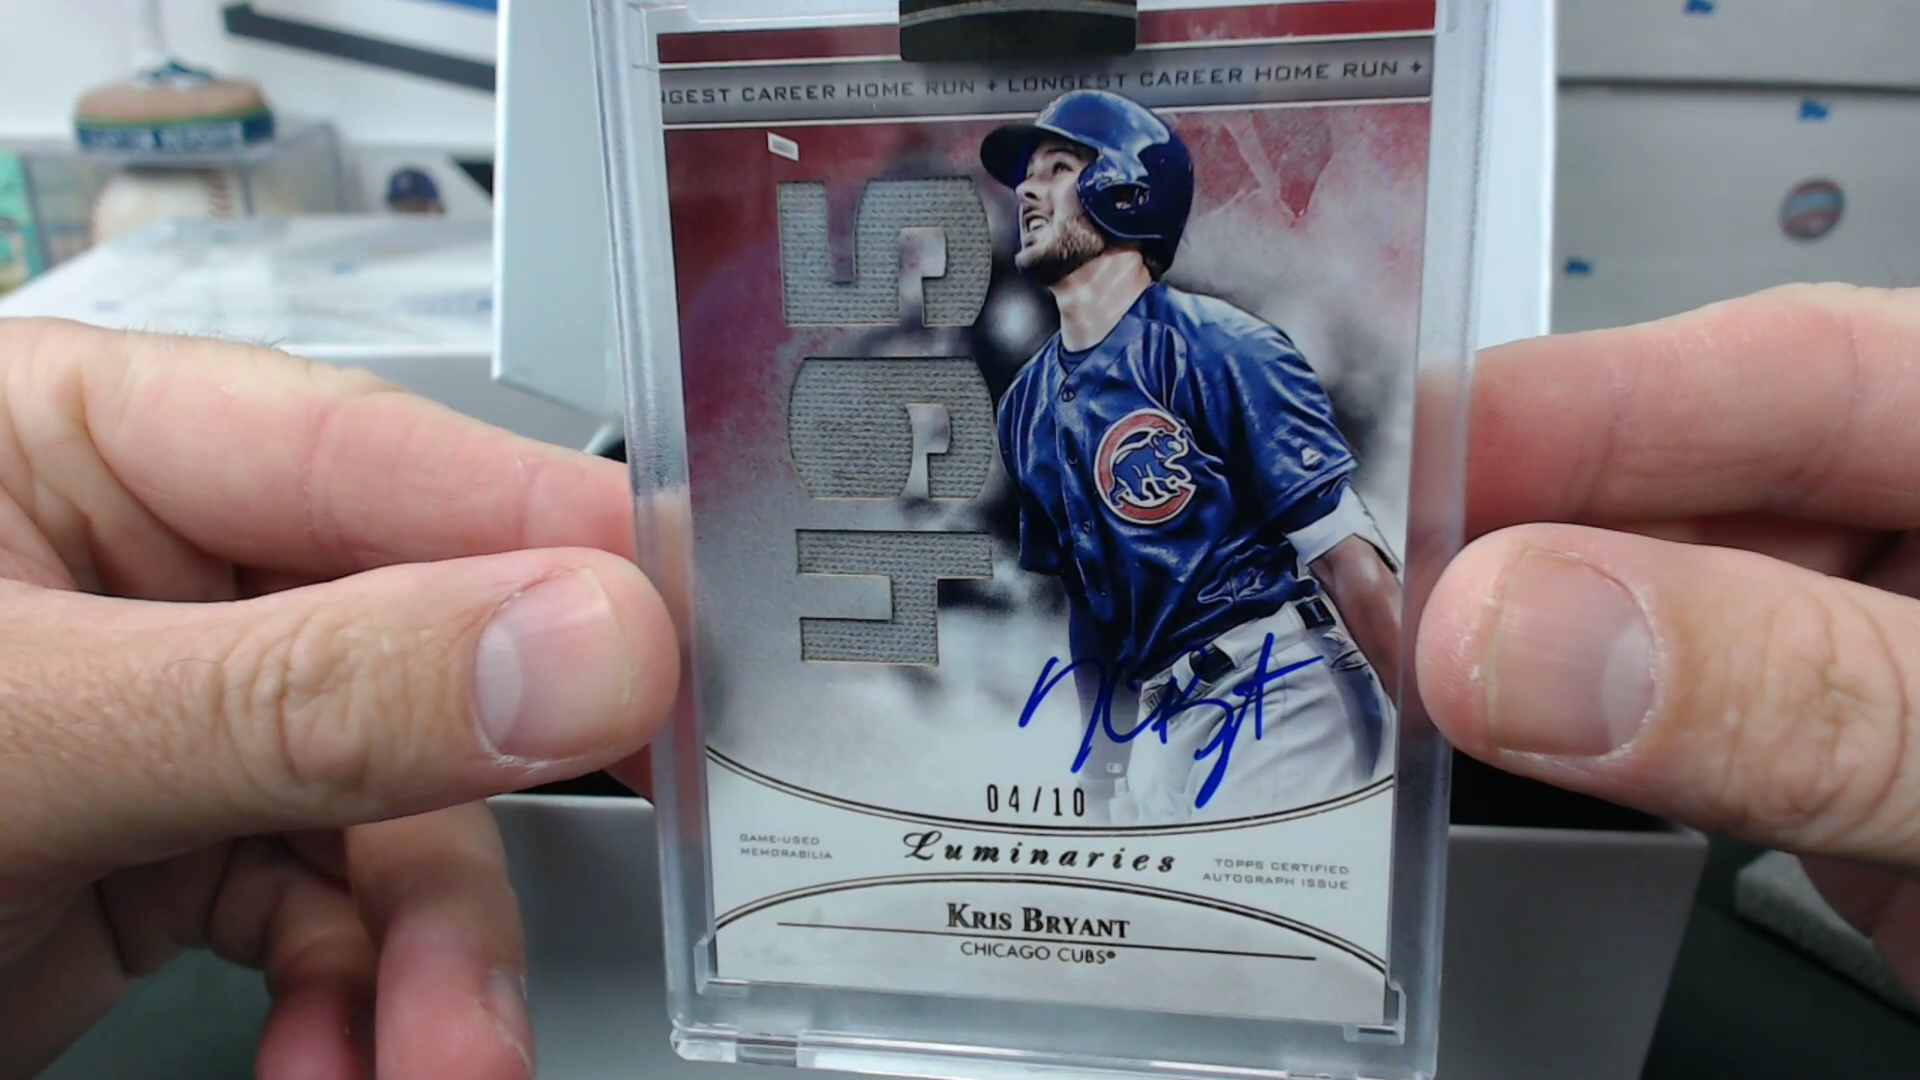 NGEST CAREER HOME RUN ✦ LONGEST CAREER HOME RUN ✦
495
04/10
GAME-USED
MEMORABILIA
Luminaries
TOPPS CERTIFIED
AUTOGRAPH ISSUE
KRIS BRYANT
CHICAGO CUBS®